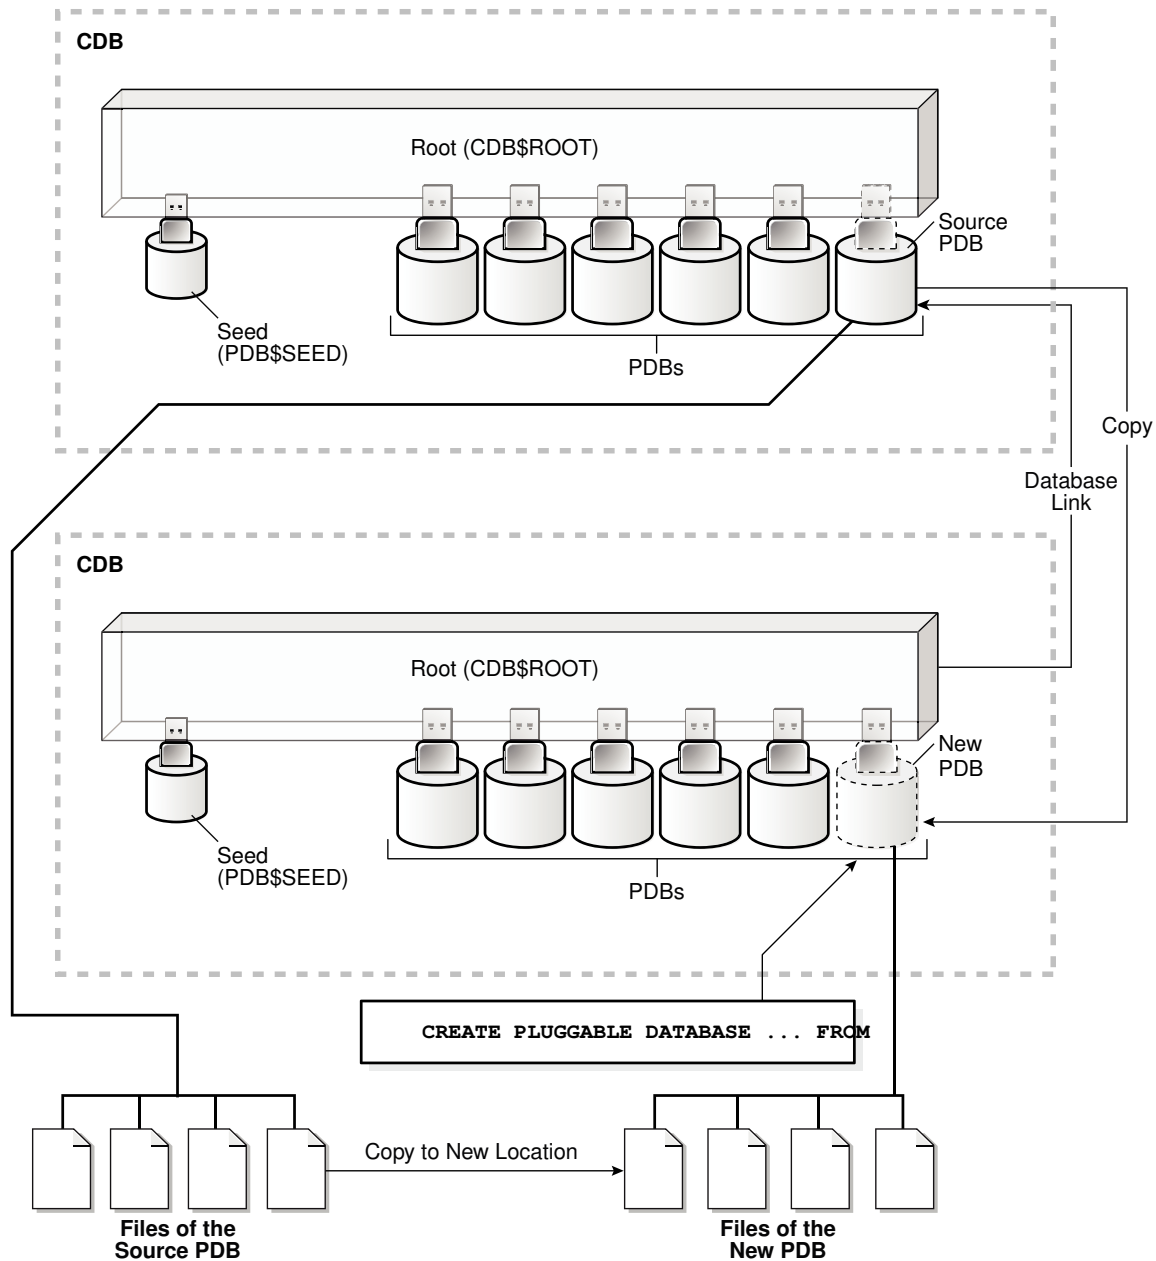 CDB
Root (CDB$ROOT)
Source
PDB
Seed
(PDB$SEED)
PDBs
Copy
Database
Link
CDB
Root (CDB$ROOT)
New
PDB
Seed
(PDB$SEED)
PDBs
CREATE PLUGGABLE DATABASE ... FROM
Copy to New Location
Files of the
Source PDB
Files of the
New PDB